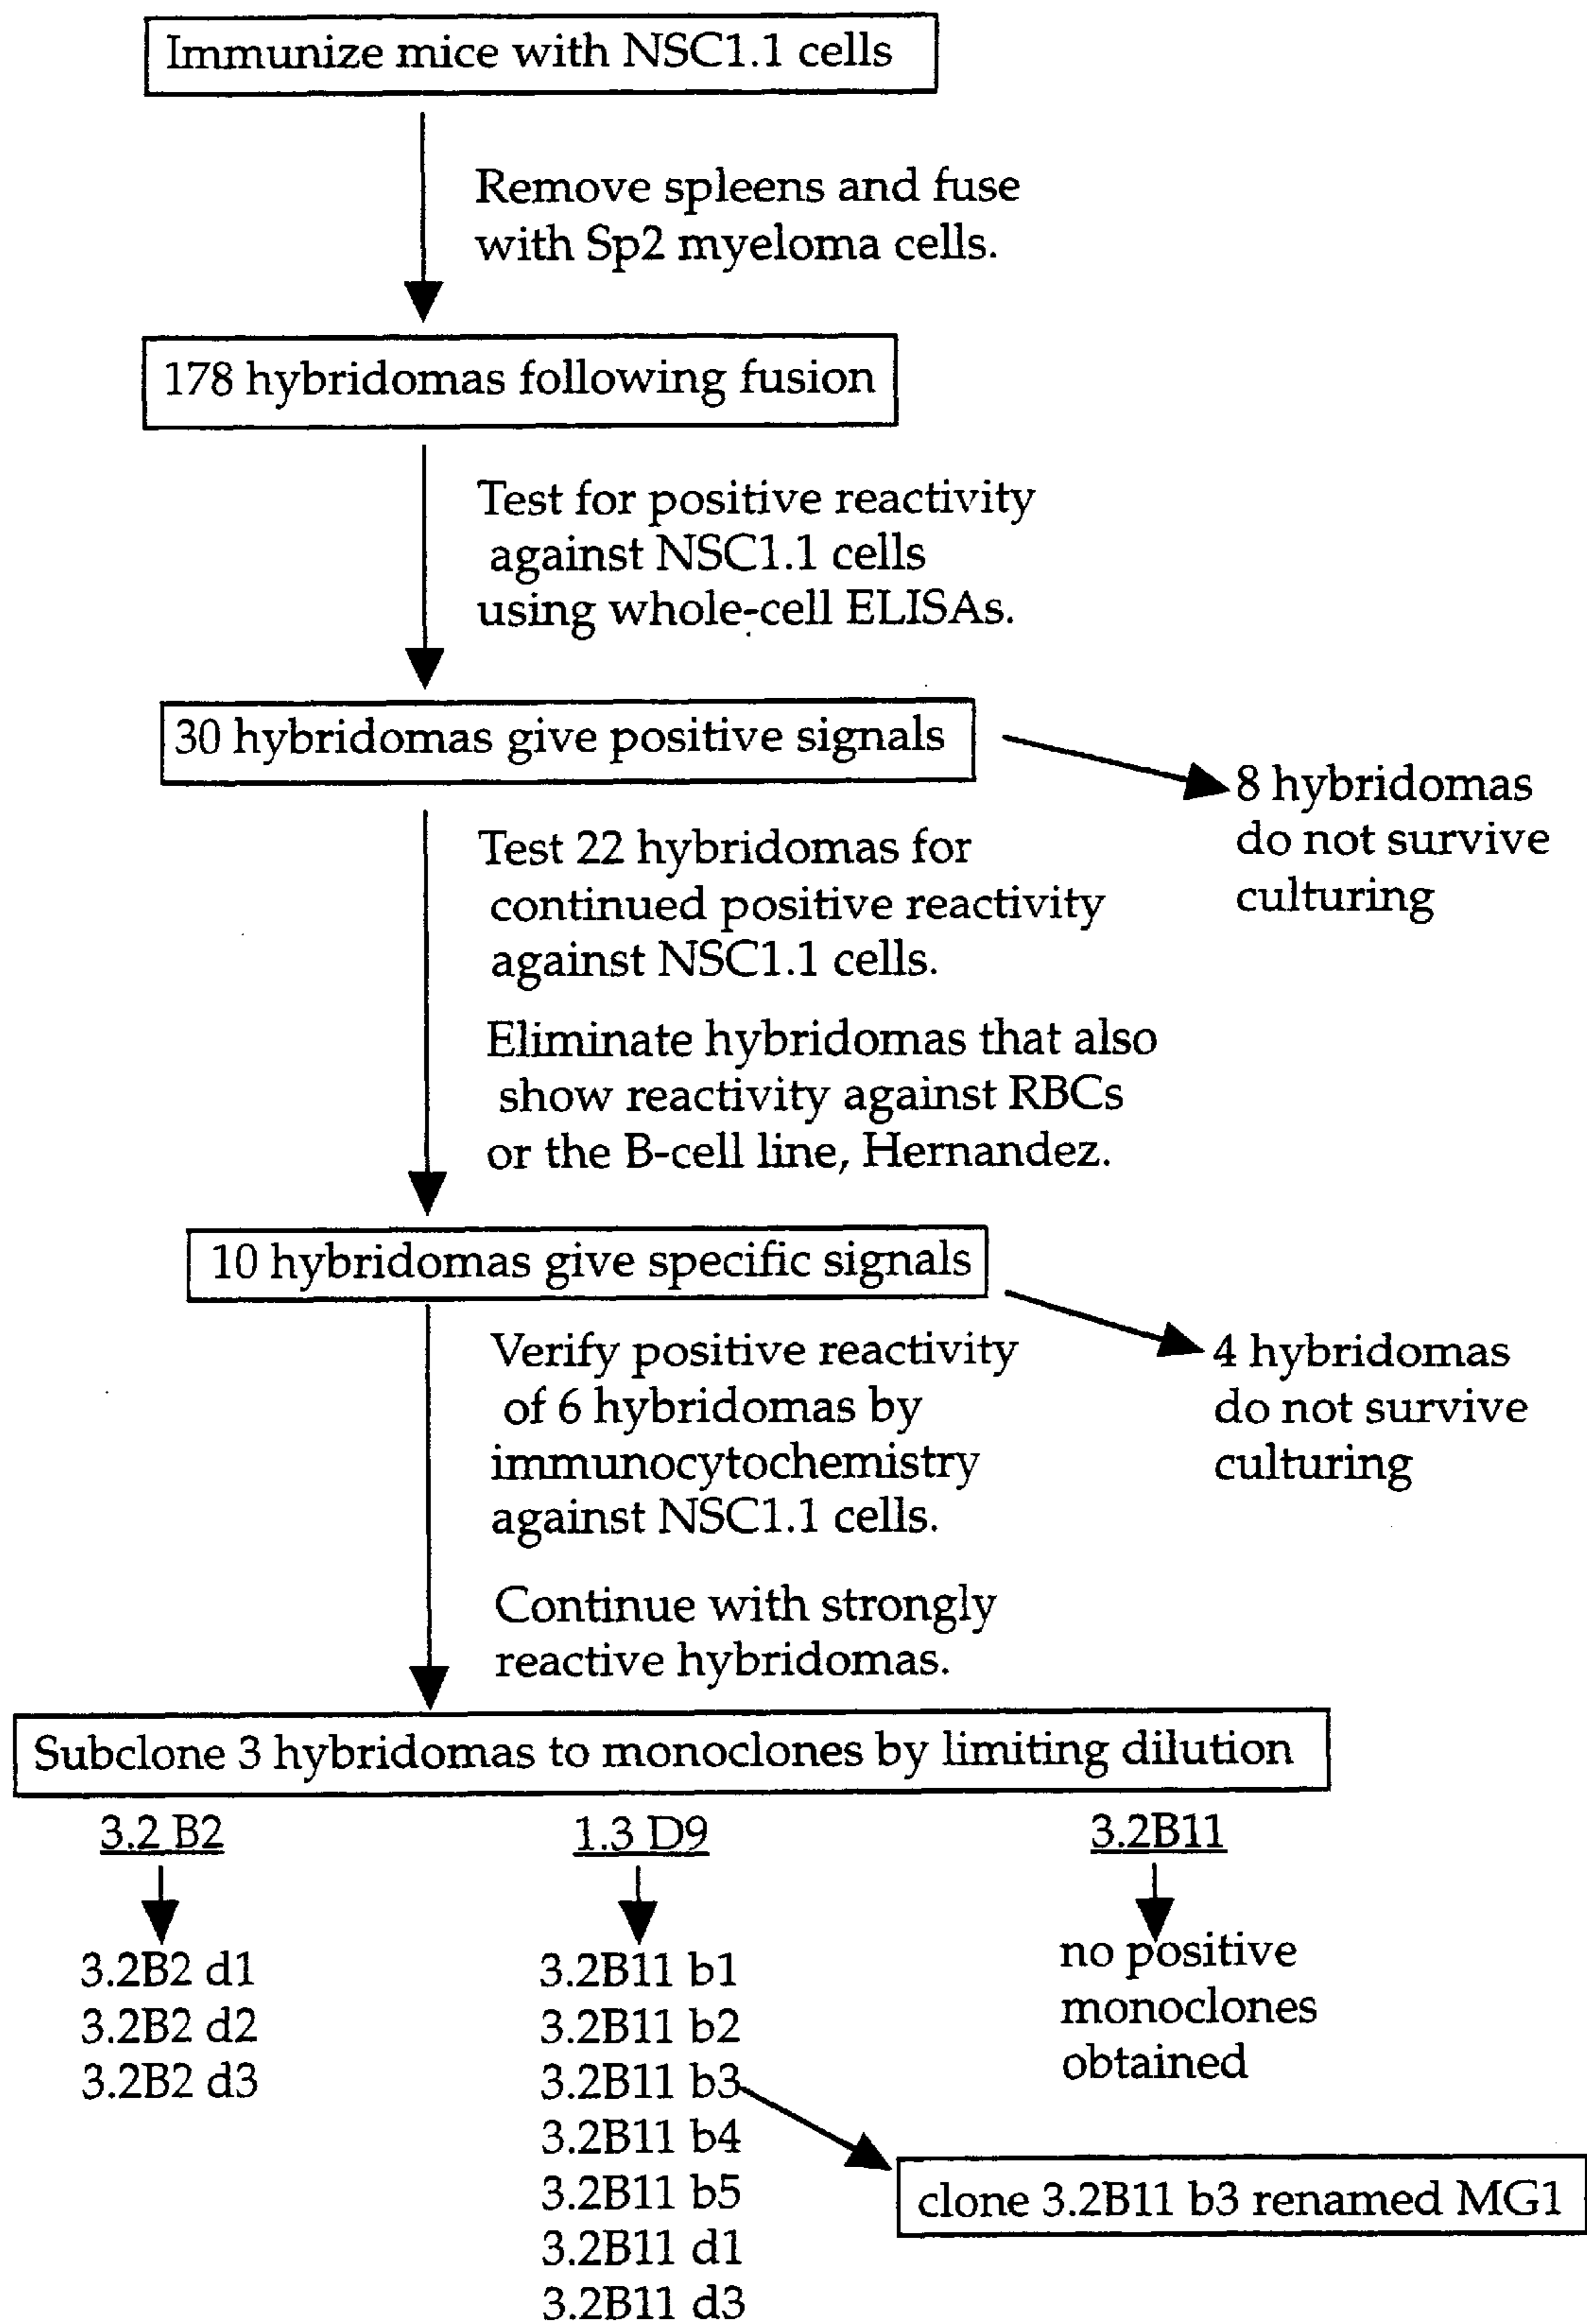 Immunize mice with NSC1.1 cells
Remove spleens and fuse
with Sp2 myeloma cells.
178 hybridomas following fusion
Test for positive reactivity
against NSC1.1 cells
using whole-cell ELISAs.
30 hybridomas give positive signals
8 hybridomas
do not survive
culturing
Test 22 hybridomas for
continued positive reactivity
against NSC1.1 cells.
Eliminate hybridomas that also
show reactivity against RBCs
or the B-cell line, Hernandez.
10 hybridomas give specific signals
4 hybridomas
do not survive
culturing
Verify positive reactivity
of 6 hybridomas by
immunocytochemistry
against NSC1.1 cells.
Continue with strongly
reactive hybridomas.
Subclone 3 hybridomas to monoclones by limiting dilution
3.2 B2
3.2B2 d1
3.2B2 d2
3.2B2 d3
1.3 D9
3.2B11 b1
3.2B11 b2
3.2B11 b3
3.2B11 b4
3.2B11 b5
3.2B11 d1
3.2B11 d3
3.2B11
no positive
monoclones
obtained
clone 3.2B11 b3 renamed MG1